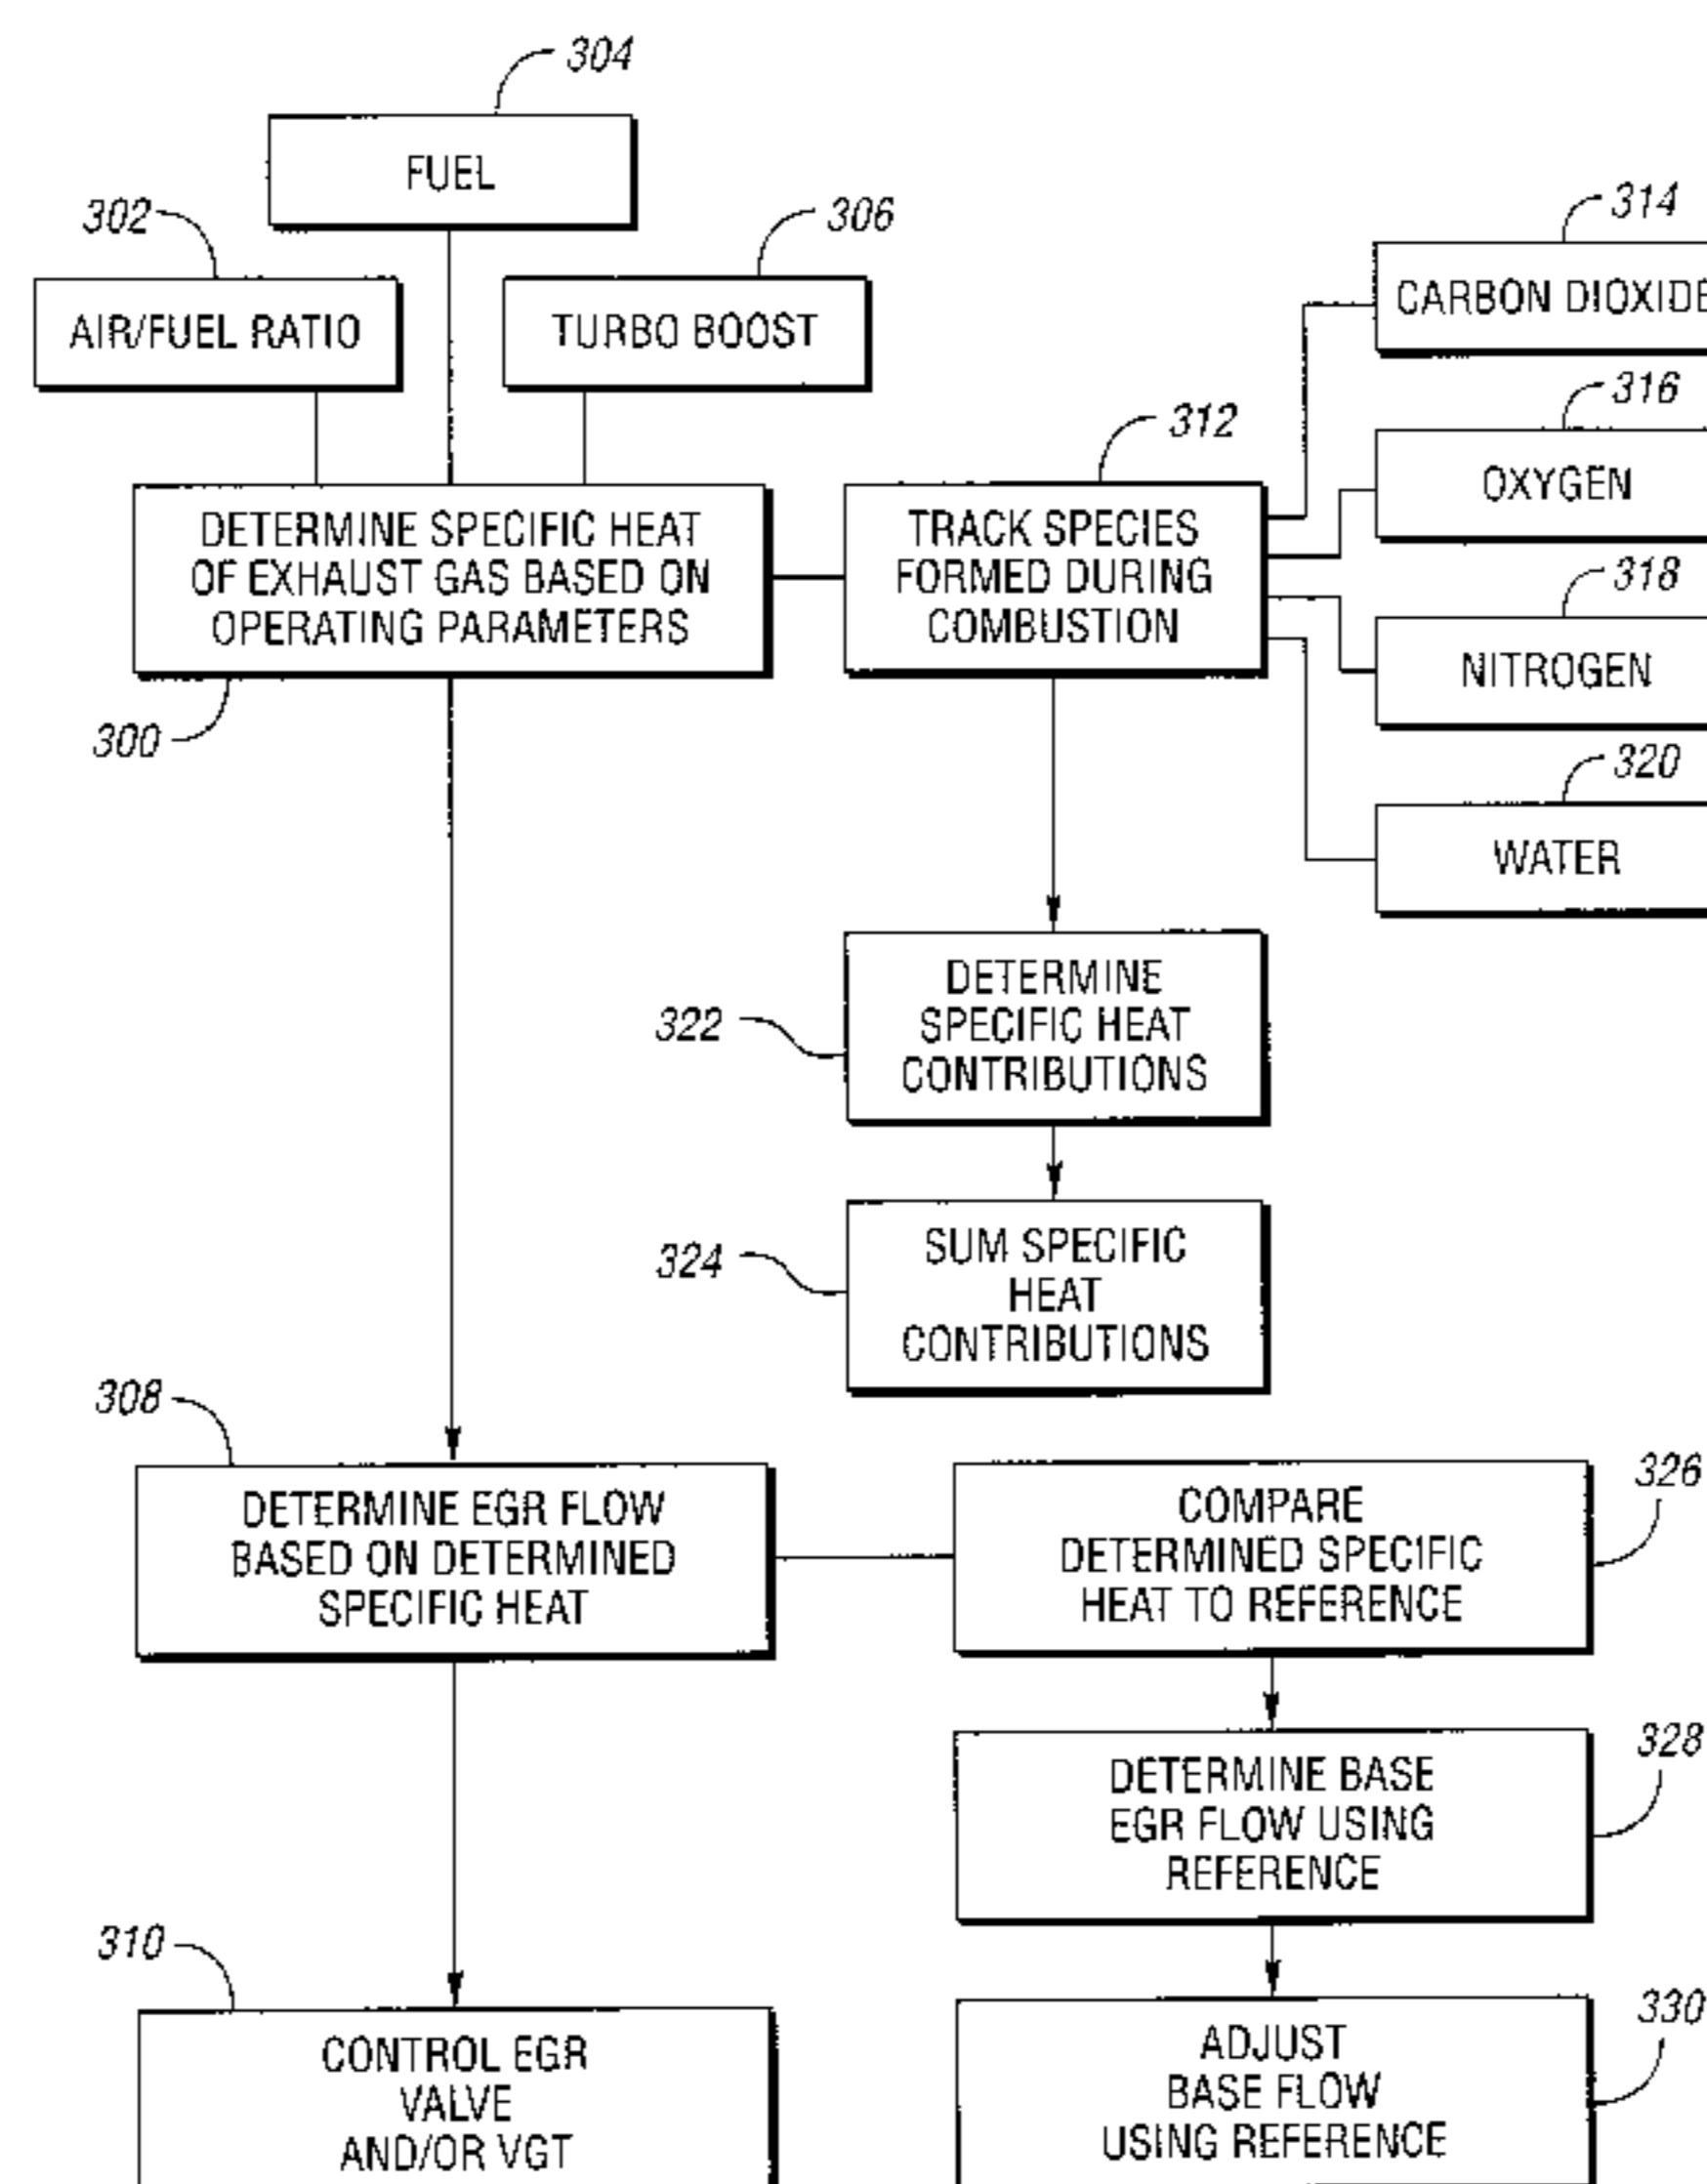 304
FUEL
302
306
AIR/FUEL RATIO
TURBO BOOST
314
CARBON DIOXIDE
316
OXYGEN
312
DETERMINE SPECIFIC HEAT
OF EXHAUST GAS BASED ON
OPERATING PARAMETERS
TRACK SPECIES
FORMED DURING
COMBUSTION
318
NITROGEN
300
320
WATER
322
DETERMINE
SPECIFIC HEAT
CONTRIBUTIONS
324
SUM SPECIFIC
HEAT
CONTRIBUTIONS
308
DETERMINE EGR FLOW
BASED ON DETERMINED
SPECIFIC HEAT
326
COMPARE
DETERMINED SPECIFIC
HEAT TO REFERENCE
328
DETERMINE BASE
EGR FLOW USING
REFERENCE
310
CONTROL EGR
VALVE
AND/OR VGT
330
ADJUST
BASE FLOW
USING REFERENCE